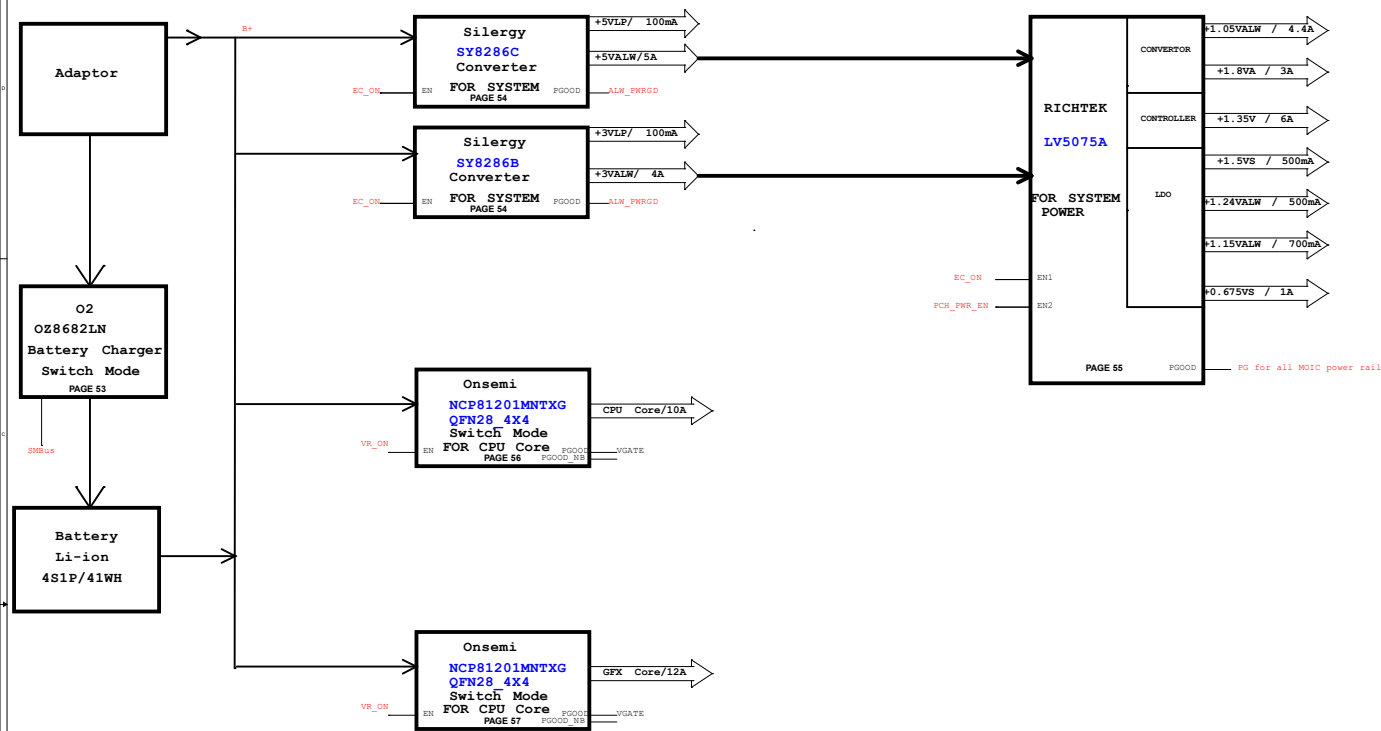 Adaptor
B+
Silergy
SY8286C
Converter
FOR SYSTEM
PAGE 54
EC_ON
EN
PGOOD
ALW_PWRGD
+5VLP/ 100mA
+5VALW/5A
Silergy
SY8286B
Converter
FOR SYSTEM
PAGE 54
EC_ON
EN
PGOOD
ALW_PWRGD
+3VLP/ 100mA
+3VALW/ 4A
RICHTEK
LV5075A
FOR SYSTEM
POWER
CONVERTOR
CONTROLLER
LDO
EC_ON
EN1
PCH_PWR_EN
EN2
PAGE 55
PGOOD
PG for all MOIC power rail
+1.05VALW / 4.4A
+1.8VA / 3A
+1.35V / 6A
+1.5VS / 500mA
+1.24VALW / 500mA
+1.15VALW / 700mA
+0.675VS / 1A
O2
OZ8682LN
Battery Charger
Switch Mode
PAGE 53
SMBus
Battery
Li-ion
4S1P/41WH
Onsemi
NCP81201MNTXG
QFN28_4X4
Switch Mode
FOR CPU Core
PAGE 56
VR_ON
EN
PGOOD
PGOOD_NB
VGATE
CPU Core/10A
Onsemi
NCP81201MNTXG
QFN28_4X4
Switch Mode
FOR CPU Core
PAGE 57
VR_ON
EN
PGOOD
PGOOD_NB
VGATE
GFX Core/12A
D
C